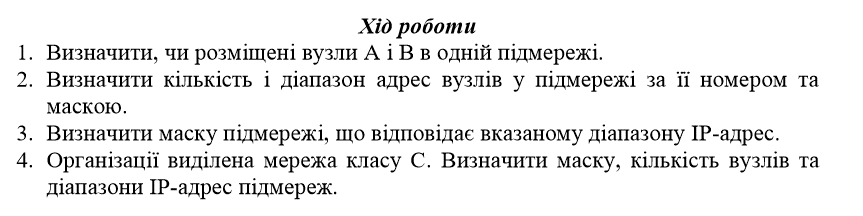 Хід роботи
1. Визначити, чи розміщені вузли А і В в одній підмережі.
2. Визначити кількість і діапазон адрес вузлів у підмережі за її номером та
маскою.
3. Визначити маску підмережі, що відповідає вказаному діапазону IP-адрес.
4. Організації виділена мережа класу С. Визначити маску, кількість вузлів та
діапазони IP-адрес підмереж.